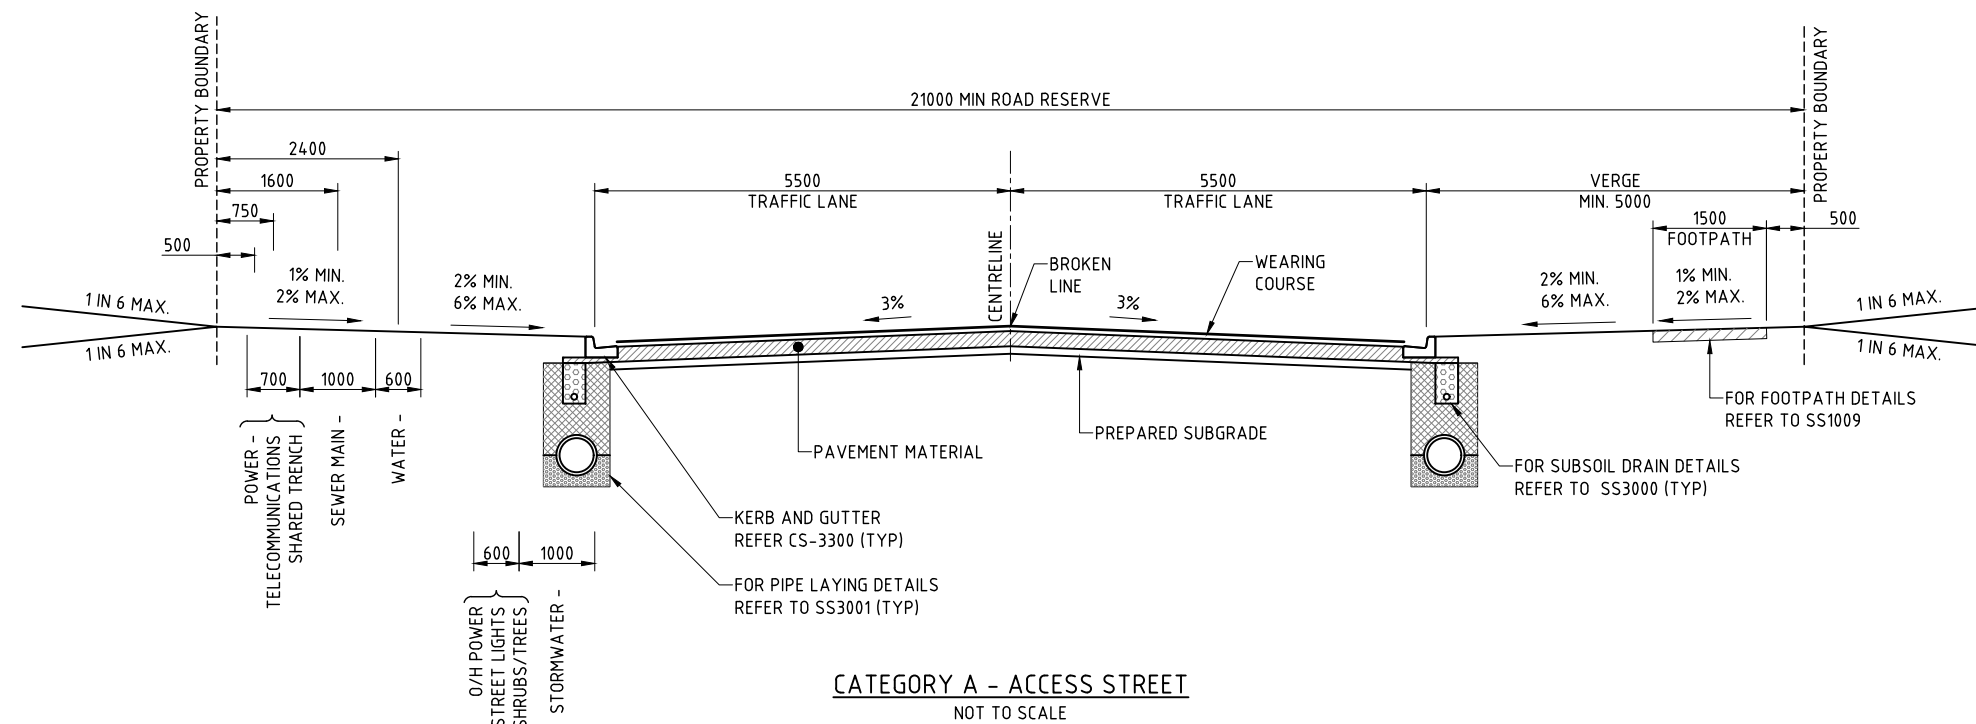 PROPERTY BOUNDARY
PROPERTY BOUNDARY
21000 MIN ROAD RESERVE
2400
1600
750
500
5500
TRAFFIC LANE
5500
TRAFFIC LANE
VERGE
MIN. 5000
1500
FOOTPATH
500
1% MIN.
2% MAX.
2% MIN.
6% MAX.
CENTRELINE
BROKEN
LINE
WEARING
COURSE
3%
3%
2% MIN.
6% MAX.
1% MIN.
2% MAX.
1 IN 6 MAX.
1 IN 6 MAX.
1 IN 6 MAX.
1 IN 6 MAX.
700
1000
600
POWER -
TELECOMMUNICATIONS
SHARED TRENCH
SEWER MAIN -
WATER -
PAVEMENT MATERIAL
PREPARED SUBGRADE
FOR FOOTPATH DETAILS
REFER TO SS1009
FOR SUBSOIL DRAIN DETAILS
REFER TO SS3000 (TYP)
KERB AND GUTTER
REFER CS-3300 (TYP)
FOR PIPE LAYING DETAILS
REFER TO SS3001 (TYP)
600
1000
O/H POWER
STREET LIGHTS
SHRUBS/TREES
STORMWATER -
CATEGORY A - ACCESS STREET
NOT TO SCALE